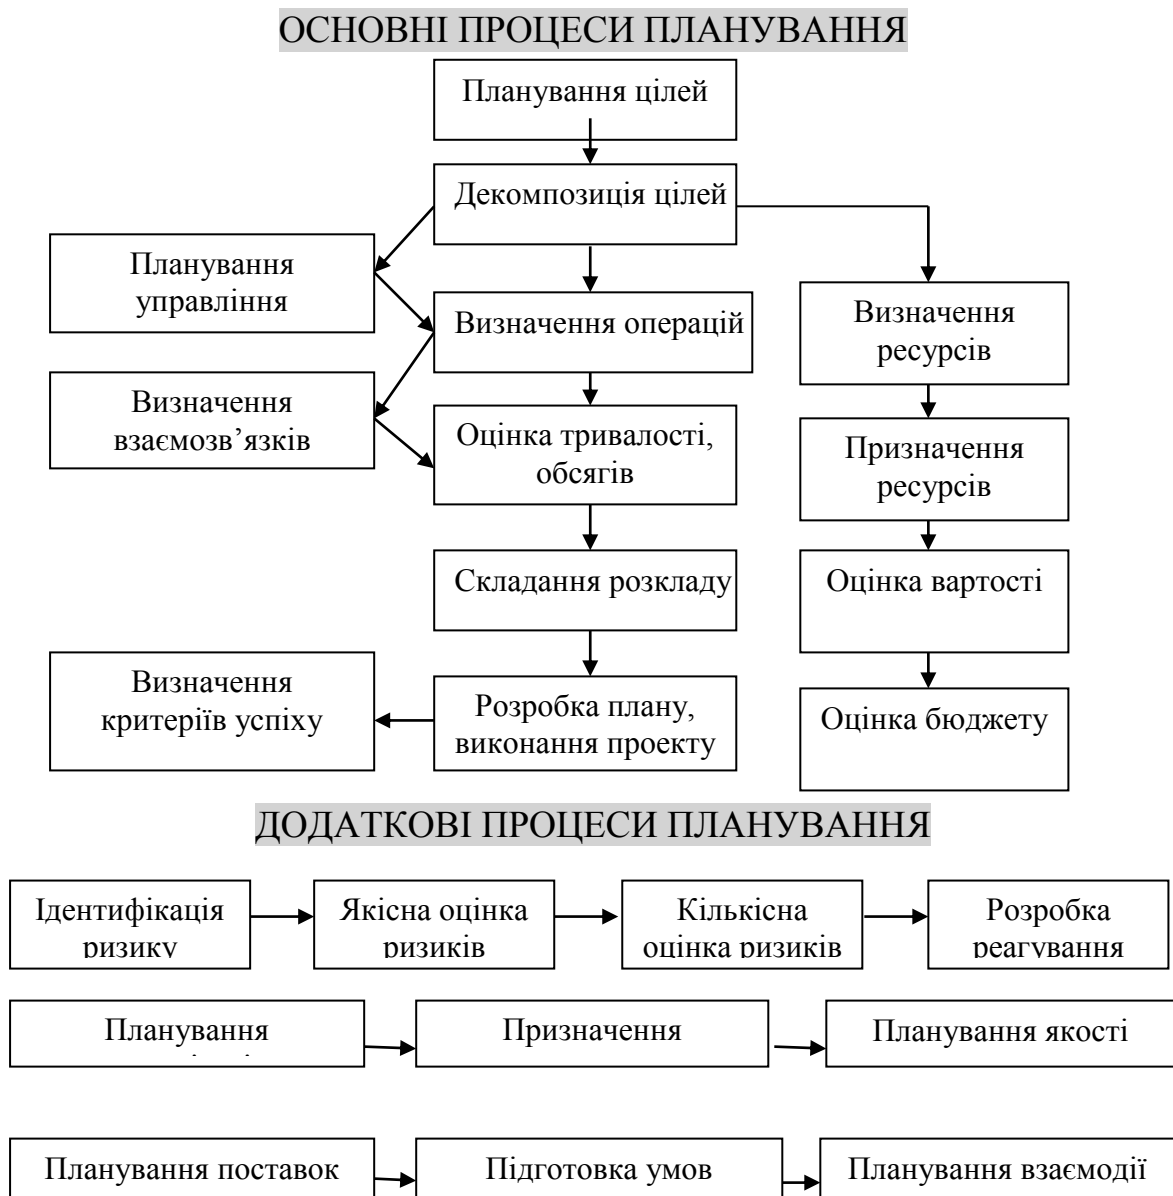 ОСНОВНІ ПРОЦЕСИ ПЛАНУВАННЯ
Планування цілей
Декомпозиція цілей
Планування
управління
Визначення операцій
Визначення
ресурсів
Визначення
взаємозв’язків
Оцінка тривалості,
обсягів
Призначення
ресурсів
Складання розкладу
Оцінка вартості
Визначення
критеріїв успіху
Розробка плану,
виконання проекту
Оцінка бюджету
ДОДАТКОВІ ПРОЦЕСИ ПЛАНУВАННЯ
Ідентифікація
ризику
Якісна оцінка
ризиків
Кількісна
оцінка ризиків
Розробка
реагування
Планування
Призначення
Планування якості
Планування поставок
Підготовка умов
Планування взаємодії